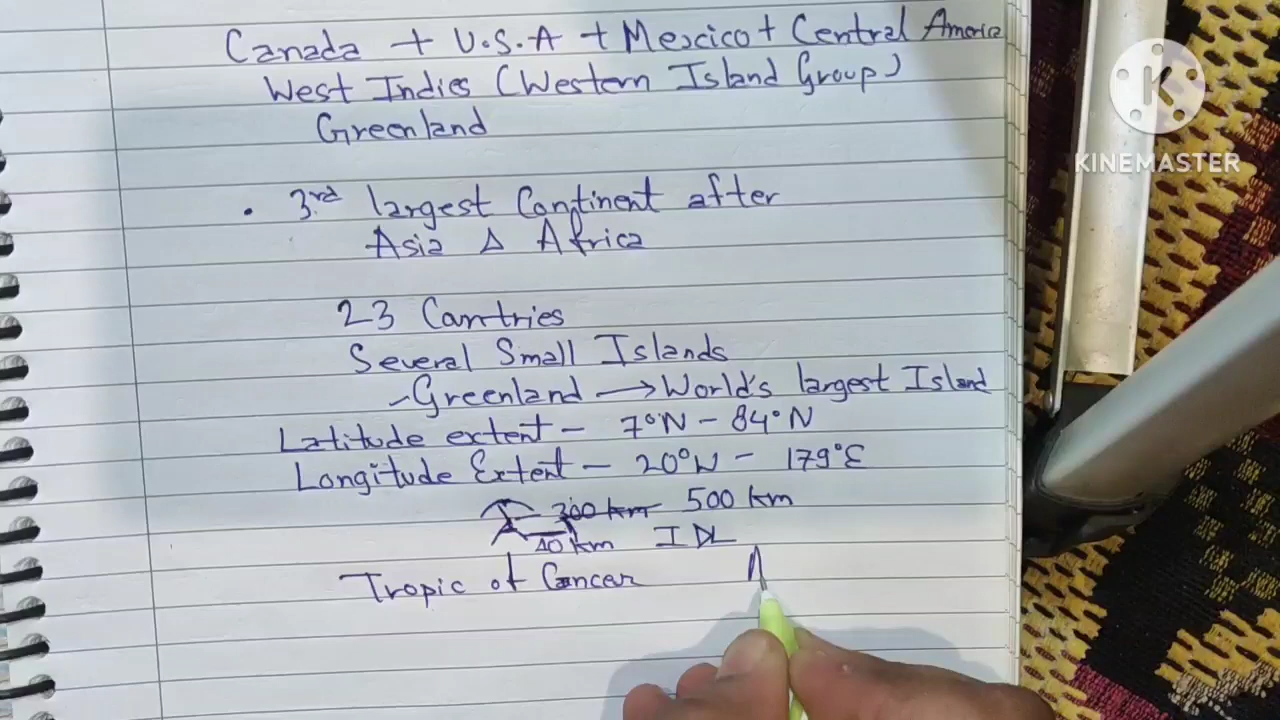 Canada + U.S.A + Mexico + Central America
West Indies (Western Island Group)
Greenland
KINEMASTER
• 3rd largest Continent after
Asia & Africa
23 Countries
Several Small Islands
- Greenland → World's largest Island
Latitude extent - 7°N - 84°N
Longitude Extent - 20°W - 179°E
300 km 500 km
40 km IDL
Tropic of Cancer